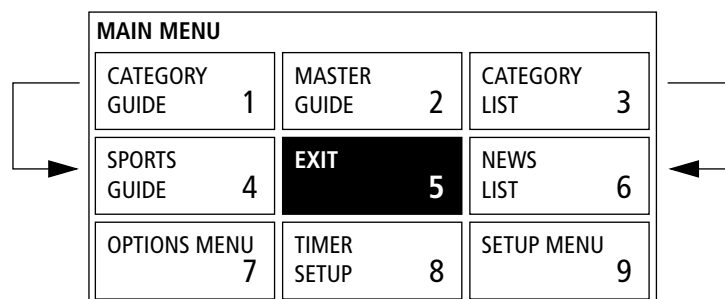 MAIN MENU
CATEGORY
GUIDE 1
MASTER
GUIDE 2
CATEGORY
LIST 3
SPORTS
GUIDE 4
EXIT
5
NEWS
LIST 6
OPTIONS MENU
7
TIMER
SETUP 8
SETUP MENU
9